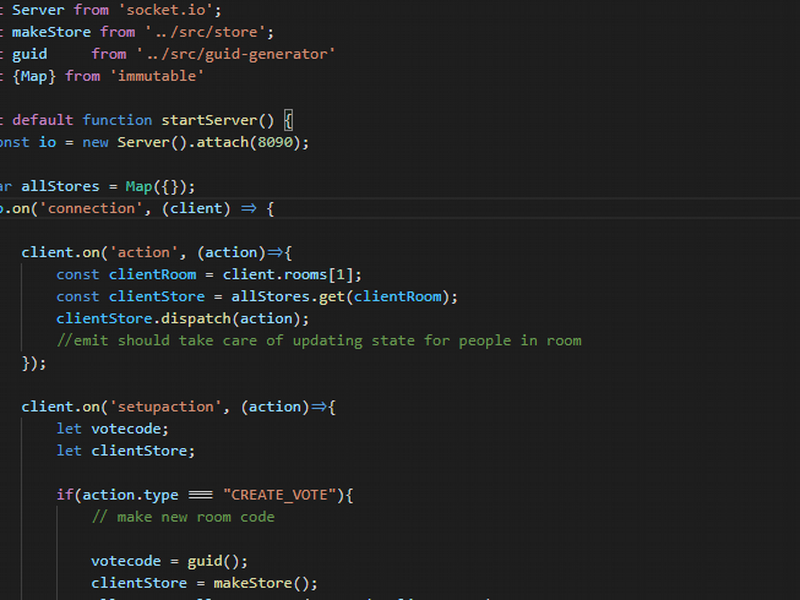 t Server from 'socket.io';
t makeStore from '../src/store';
t guid     from '../src/guid-generator'
t {Map} from 'immutable'
t default function startServer() {
onst io = new Server().attach(8090);
ar allStores = Map({});
o.on('connection', (client) => {
client.on('action', (action)=>{
const clientRoom = client.rooms[1];
const clientStore = allStores.get(clientRoom);
clientStore.dispatch(action);
//emit should take care of updating state for people in room
});
client.on('setupaction', (action)=>{
let votecode;
let clientStore;
if(action.type === "CREATE_VOTE"){
// make new room code
votecode = guid();
clientStore = makeStore();